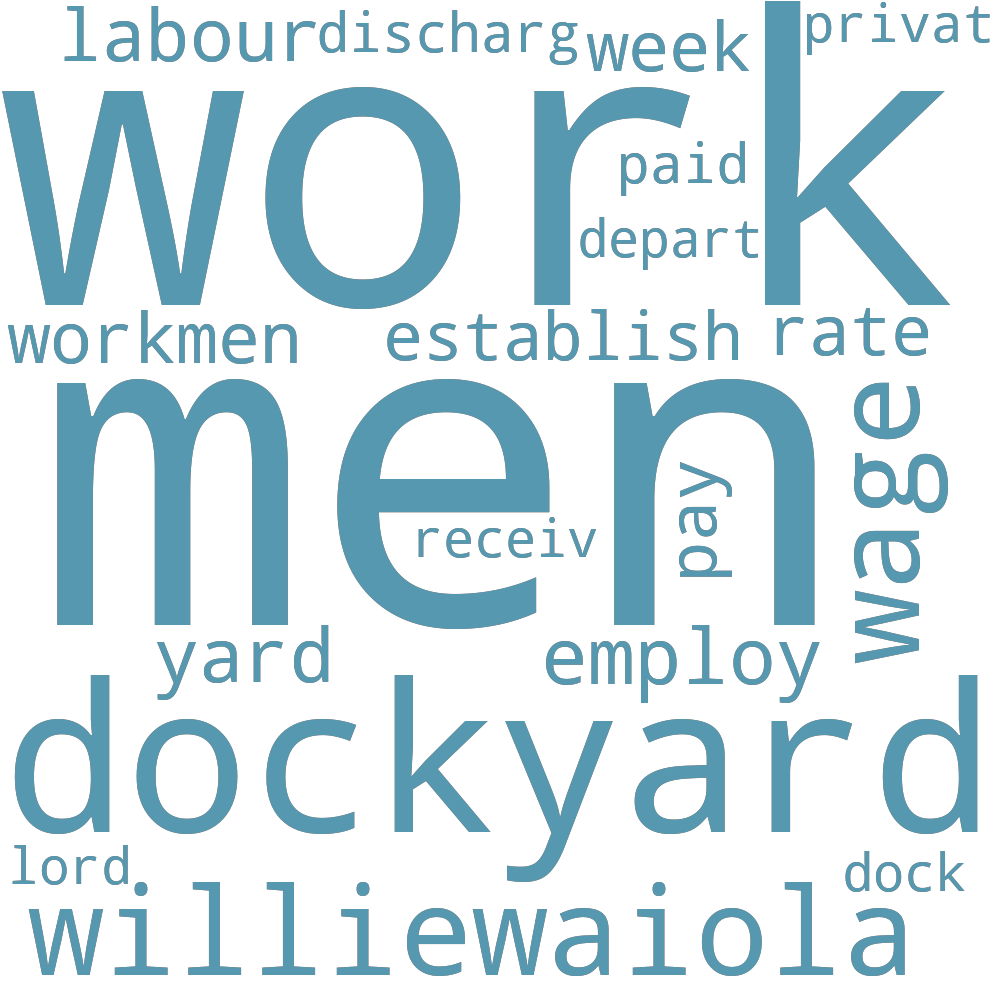 labour discharg week privat
work
paid
depart
workmen establish rate
men
wage
receiv
pay
yard employ
dockyard
lord dock
williewaiola